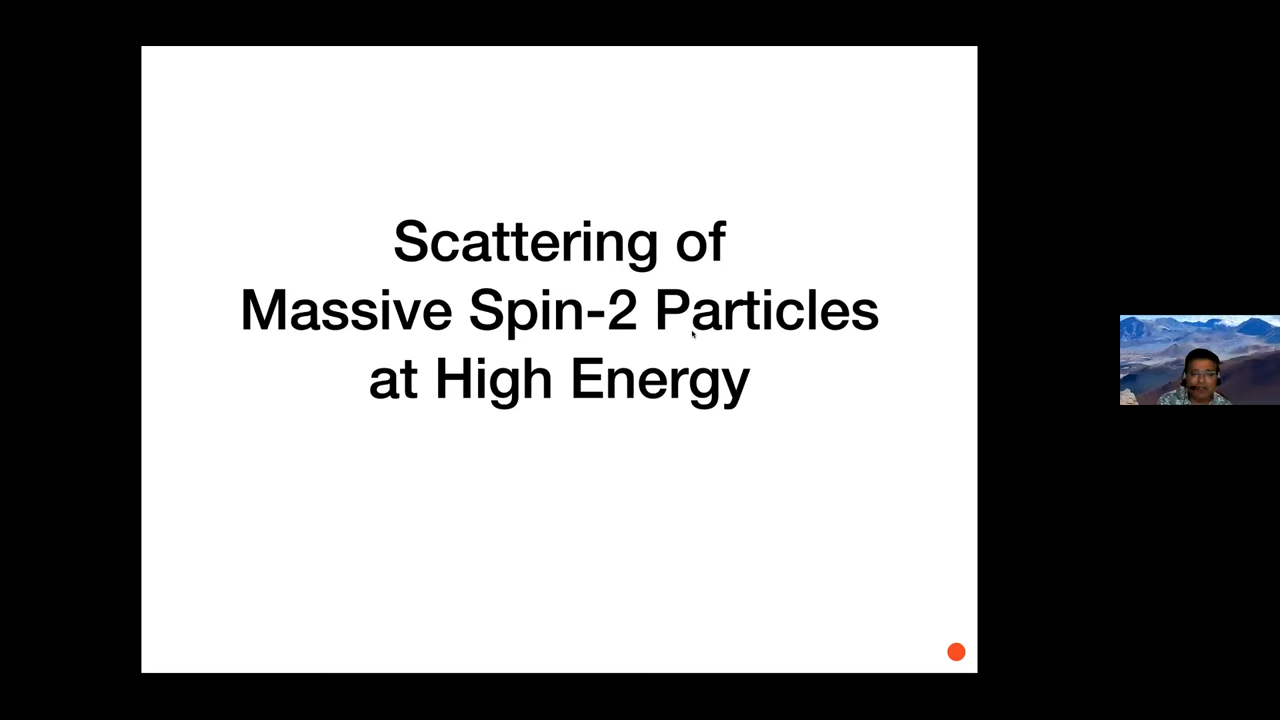 Scattering of
Massive Spin-2 Particles
at High Energy